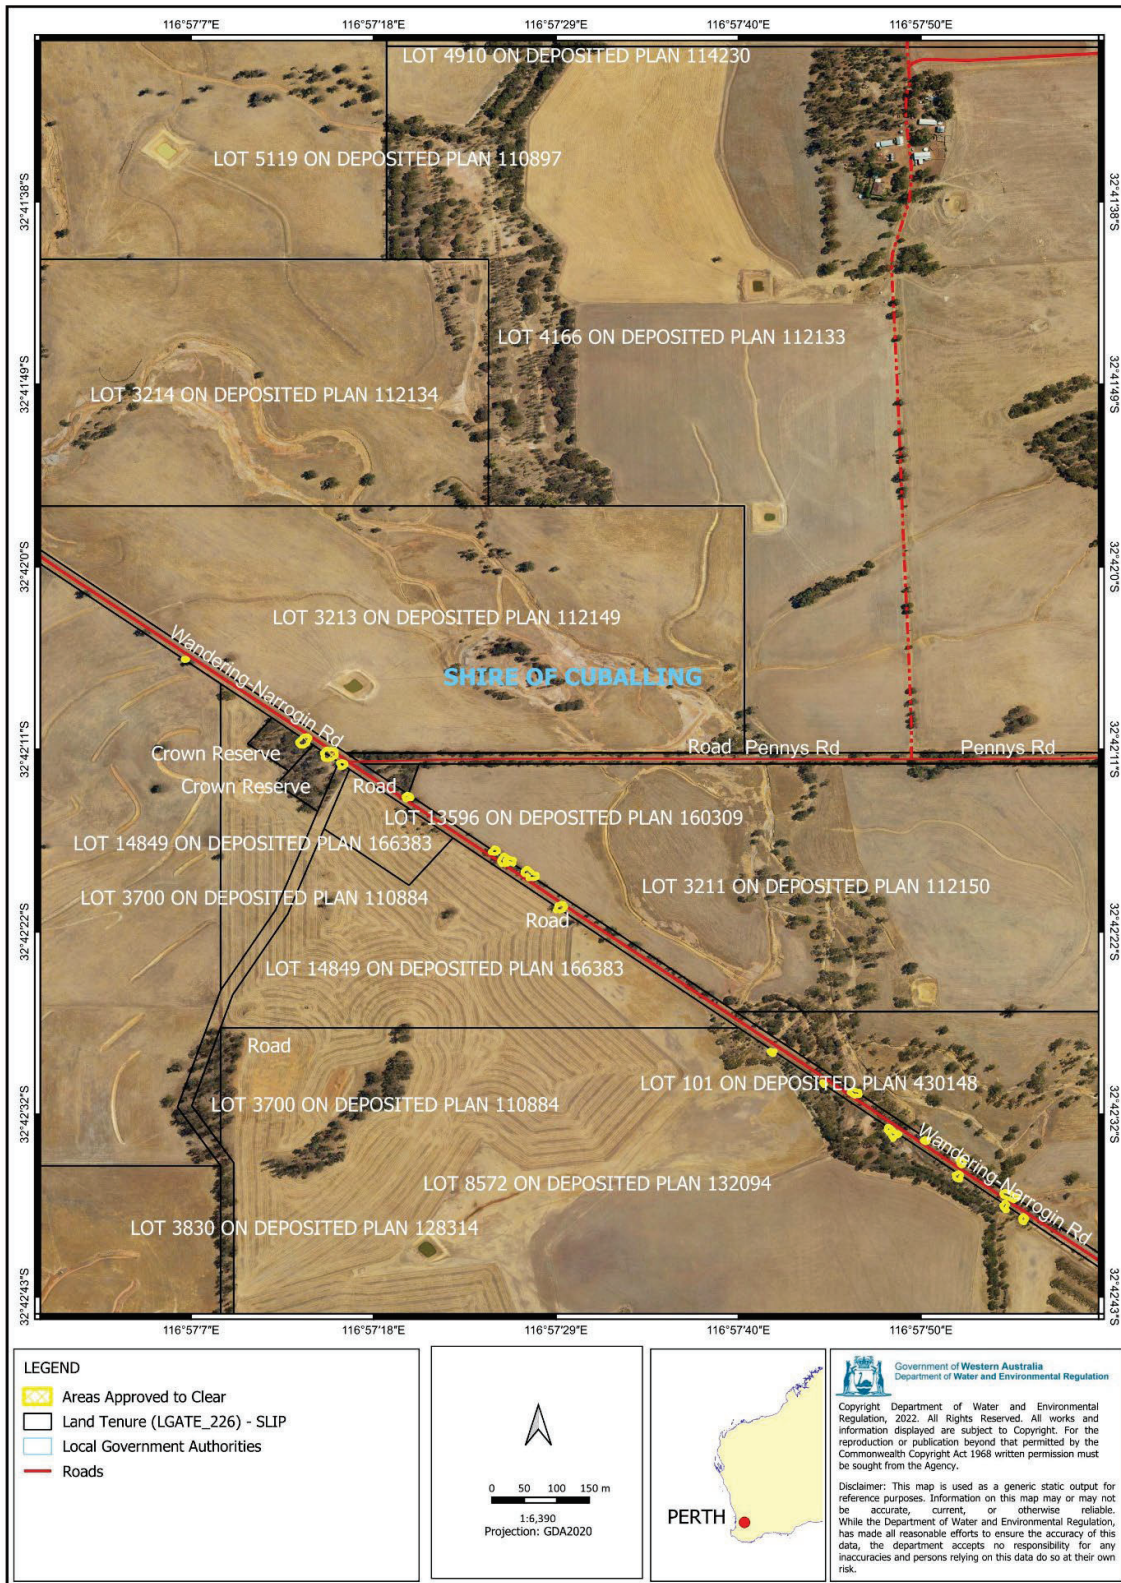 116°57'7"E 116°57'18"E 116°57'29"E 116°57'40"E 116°57'50"E
LOT 4910 ON DEPOSITED PLAN 114230
LOT 5119 ON DEPOSITED PLAN 110897
32°41'38"S
32°41'38"S
LOT 4166 ON DEPOSITED PLAN 112133
32°41'49"S
32°41'49"S
LOT 3214 ON DEPOSITED PLAN 112134
32°42'0"S
32°42'0"S
LOT 3213 ON DEPOSITED PLAN 112149
Wandering-Narrogin Rd
SHIRE OF CUBALLING
32°42'11"S
32°42'11"S
Crown Reserve
Road Pennys Rd
Pennys Rd
Crown Reserve
Road
LOT 13596 ON DEPOSITED PLAN 160309
LOT 14849 ON DEPOSITED PLAN 166383
LOT 3211 ON DEPOSITED PLAN 112150
LOT 3700 ON DEPOSITED PLAN 110884
Road
32°42'22"S
32°42'22"S
LOT 14849 ON DEPOSITED PLAN 166383
Road
LOT 101 ON DEPOSITED PLAN 430148
32°42'32"S
32°42'32"S
LOT 3700 ON DEPOSITED PLAN 110884
Wandering-Narrogin Rd
LOT 8572 ON DEPOSITED PLAN 132094
LOT 3830 ON DEPOSITED PLAN 128314
32°42'43"S
32°42'43"S
116°57'7"E 116°57'18"E 116°57'29"E 116°57'40"E 116°57'50"E
LEGEND
Areas Approved to Clear
Land Tenure (LGATE_226) - SLIP
Local Government Authorities
Roads
0 50 100 150 m
1:6,390
Projection: GDA2020
PERTH
Government of Western Australia
Department of Water and Environmental Regulation
Copyright Department of Water and Environmental
Regulation, 2022. All Rights Reserved. All works and
information displayed are subject to Copyright. For the
reproduction or publication beyond that permitted by the
Commonwealth Copyright Act 1968 written permission must
be sought from the Agency.
Disclaimer: This map is used as a generic static output for
reference purposes. Information on this map may or may not
be accurate, current, or otherwise reliable.
While the Department of Water and Environmental Regulation,
has made all reasonable efforts to ensure the accuracy of this
data, the department accepts no responsibility for any
inaccuracies and persons relying on this data do so at their own
risk.